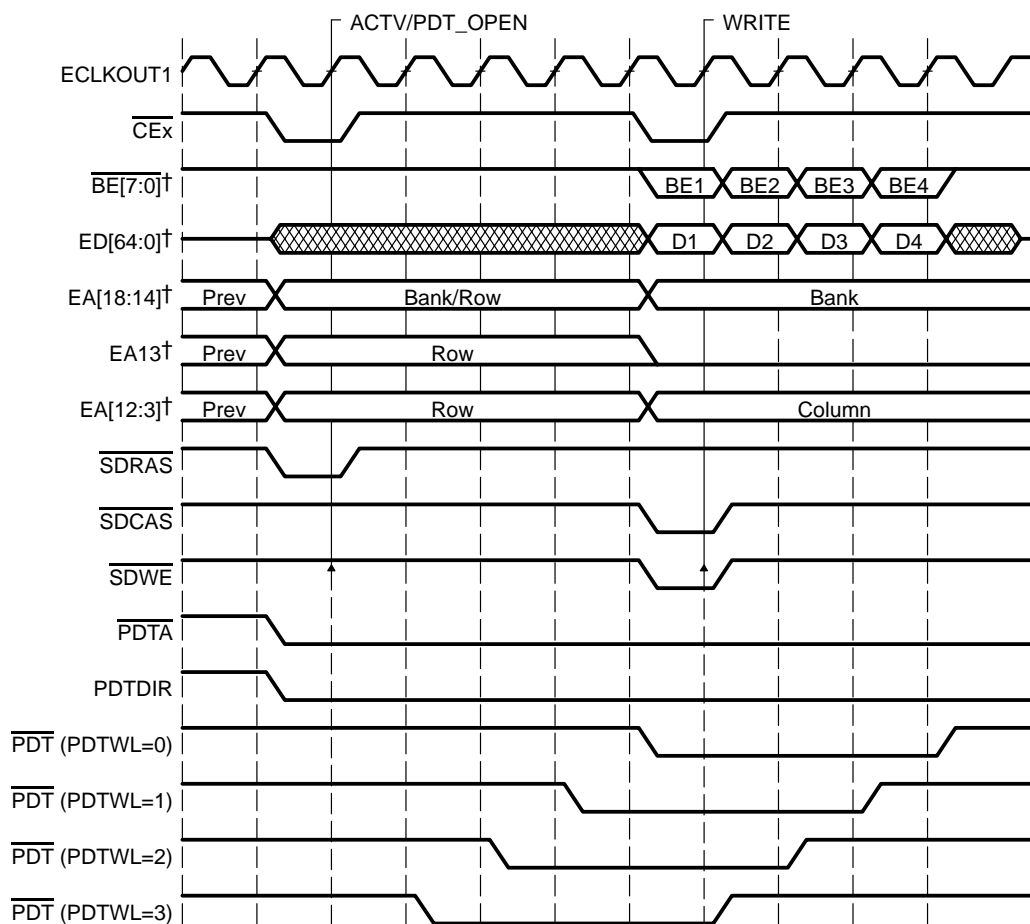 ACTV/PDT_OPEN WRITE
ECLKOUT1
CEx
BE[7:0]† BE1 BE2 BE3 BE4
ED[64:0]† D1 D2 D3 D4
EA[18:14]† Prev Bank/Row Bank
EA13† Prev Row
EA[12:3]† Prev Row Column
SDRAS
SDCAS
SDWE
PDTA
PDTDIR
PDT (PDTWL=0)
PDT (PDTWL=1)
PDT (PDTWL=2)
PDT (PDTWL=3)